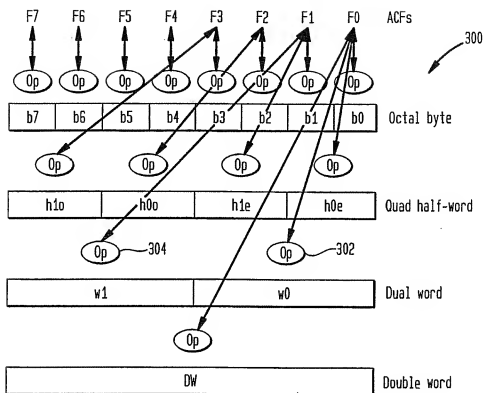 F7 F6 F5 F4 F3 F2 F1 F0 ACFs
300
Op Op Op Op Op Op Op Op
b7 b6 b5 b4 b3 b2 b1 b0 Octal byte
Op Op Op Op
h1o h0o h1e h0e Quad half-word
Op 304 Op 302
w1 w0 Dual word
Op
DW Double word